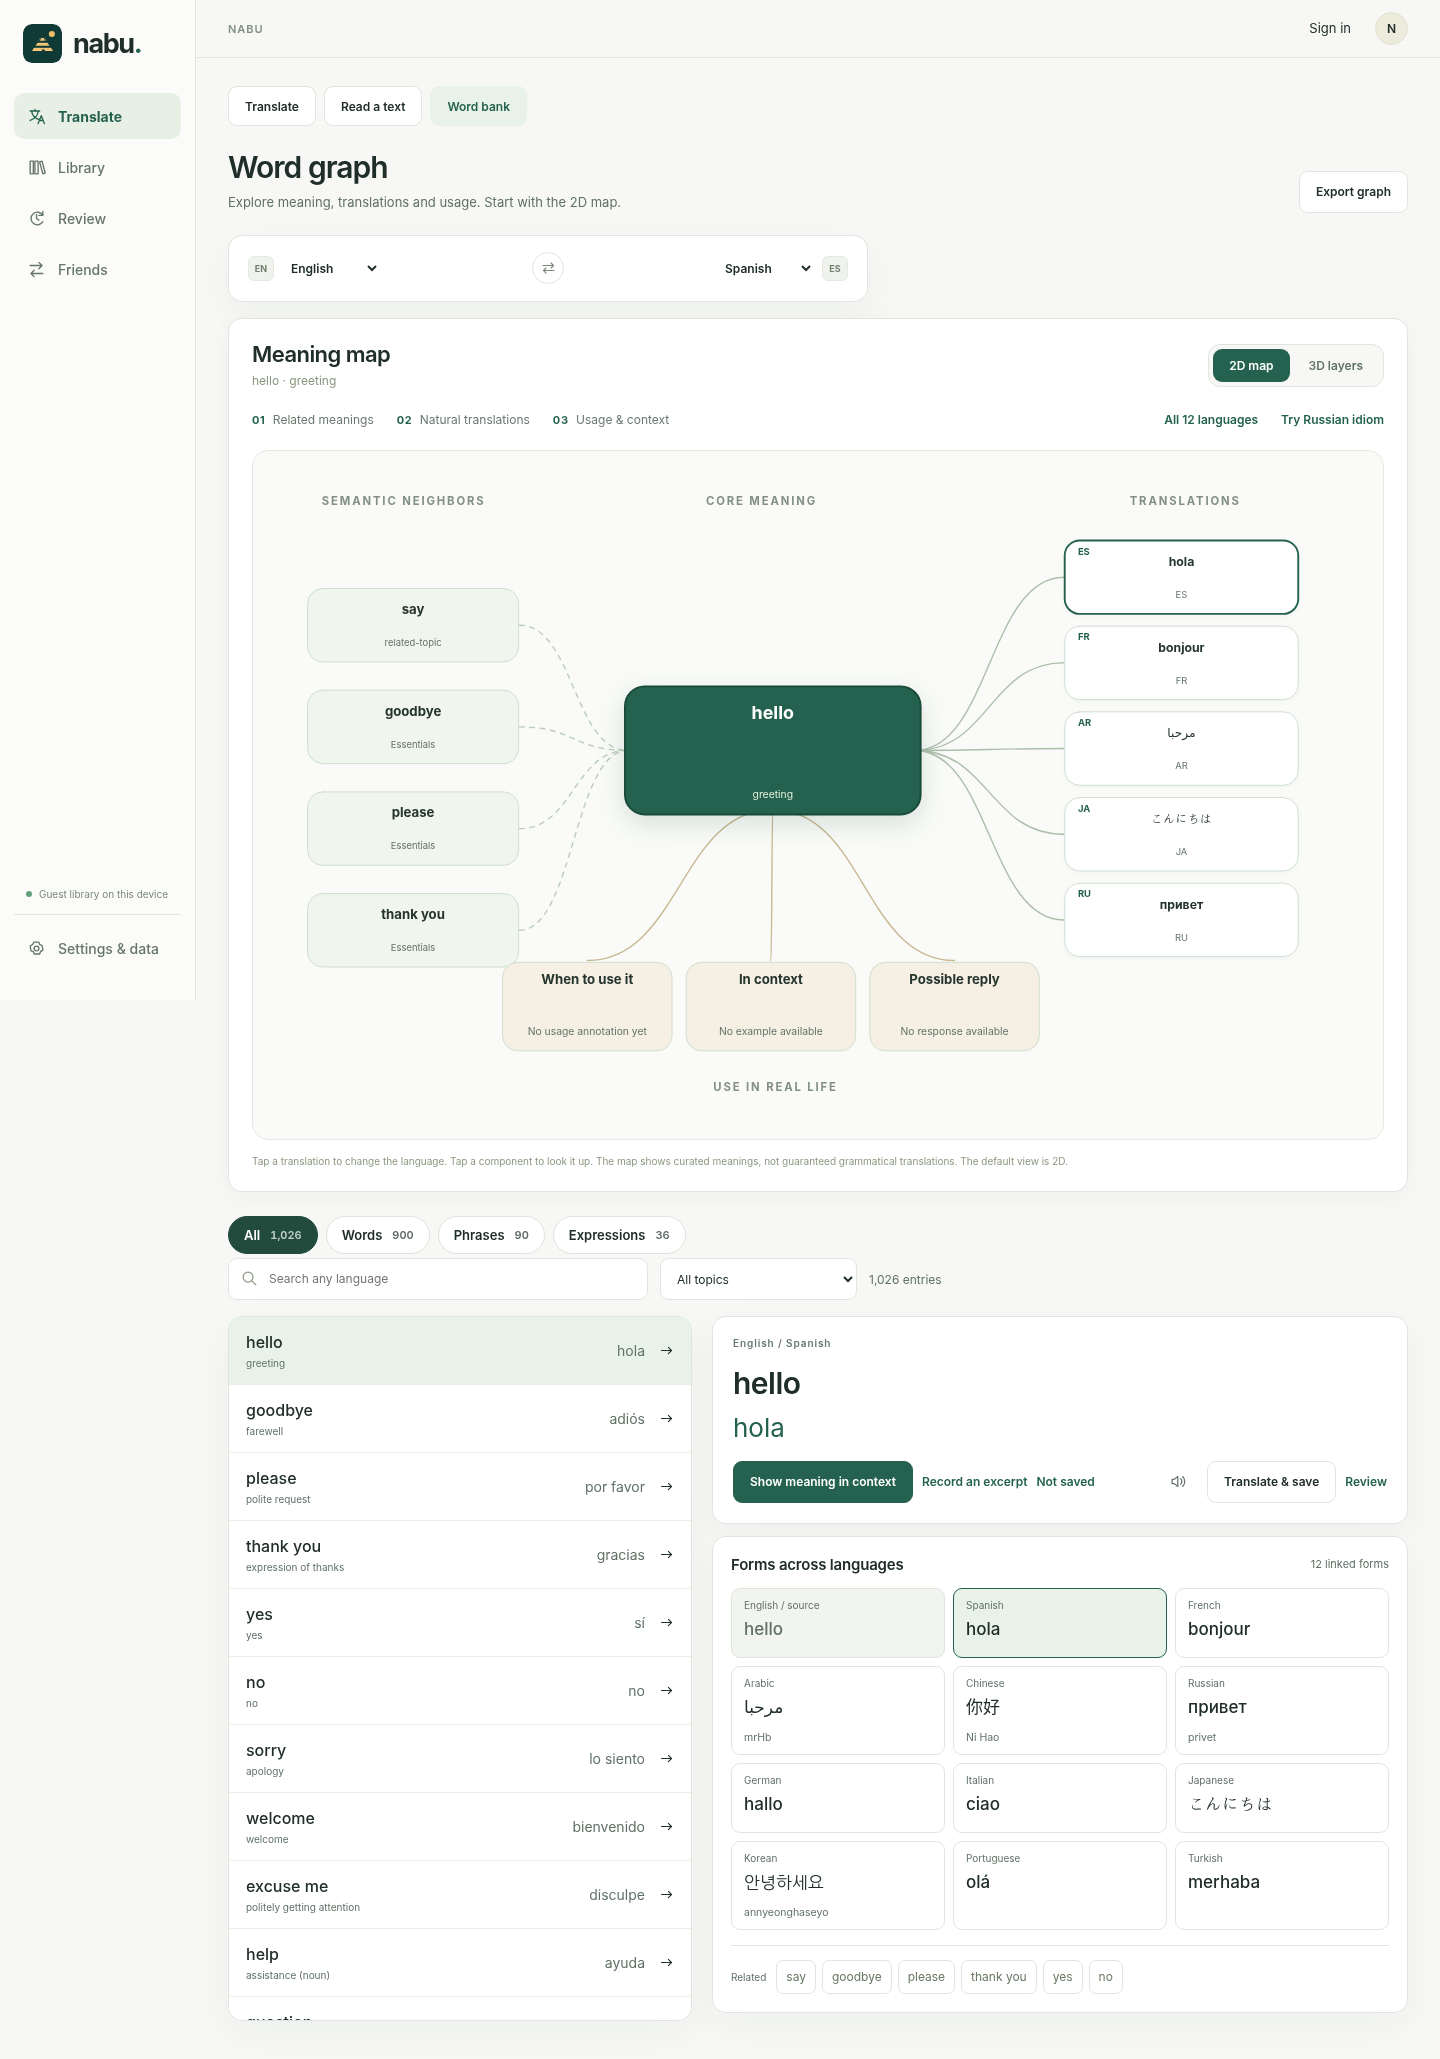 nabu.
NABU
Sign in
N
Translate
Library
Review
Friends
Guest library on this device
Settings & data
Translate
Read a text
Word bank
Word graph
Explore meaning, translations and usage. Start with the 2D map.
Export graph
EN
English
Spanish
ES
Meaning map
hello · greeting
2D map
3D layers
01 Related meanings
02 Natural translations
03 Usage & context
All 12 languages
Try Russian idiom
SEMANTIC NEIGHBORS
CORE MEANING
TRANSLATIONS
say
related-topic
goodbye
Essentials
please
Essentials
thank you
Essentials
hello
greeting
ES
hola
ES
FR
bonjour
FR
AR
مرحبا
AR
JA
こんにちは
JA
RU
привет
RU
When to use it
No usage annotation yet
In context
No example available
Possible reply
No response available
USE IN REAL LIFE
Tap a translation to change the language. Tap a component to look it up. The map shows curated meanings, not guaranteed grammatical translations. The default view is 2D.
All 1,026
Words 900
Phrases 90
Expressions 36
Search any language
All topics
1,026 entries
hello
greeting
hola →
goodbye
farewell
adiós →
please
polite request
por favor →
thank you
expression of thanks
gracias →
yes
yes
sí →
no
no
no →
sorry
apology
lo siento →
welcome
welcome
bienvenido →
excuse me
politely getting attention
disculpe →
help
assistance (noun)
ayuda →
English / Spanish
hello
hola
Show meaning in context
Record an excerpt
Not saved
Translate & save
Review
Forms across languages
12 linked forms
English / source
hello
Spanish
hola
French
bonjour
Arabic
مرحبا
mrHb
Chinese
你好
Ni Hao
Russian
привет
privet
German
hallo
Italian
ciao
Japanese
こんにちは
Korean
안녕하세요
annyeonghaseyo
Portuguese
olá
Turkish
merhaba
Related
say
goodbye
please
thank you
yes
no